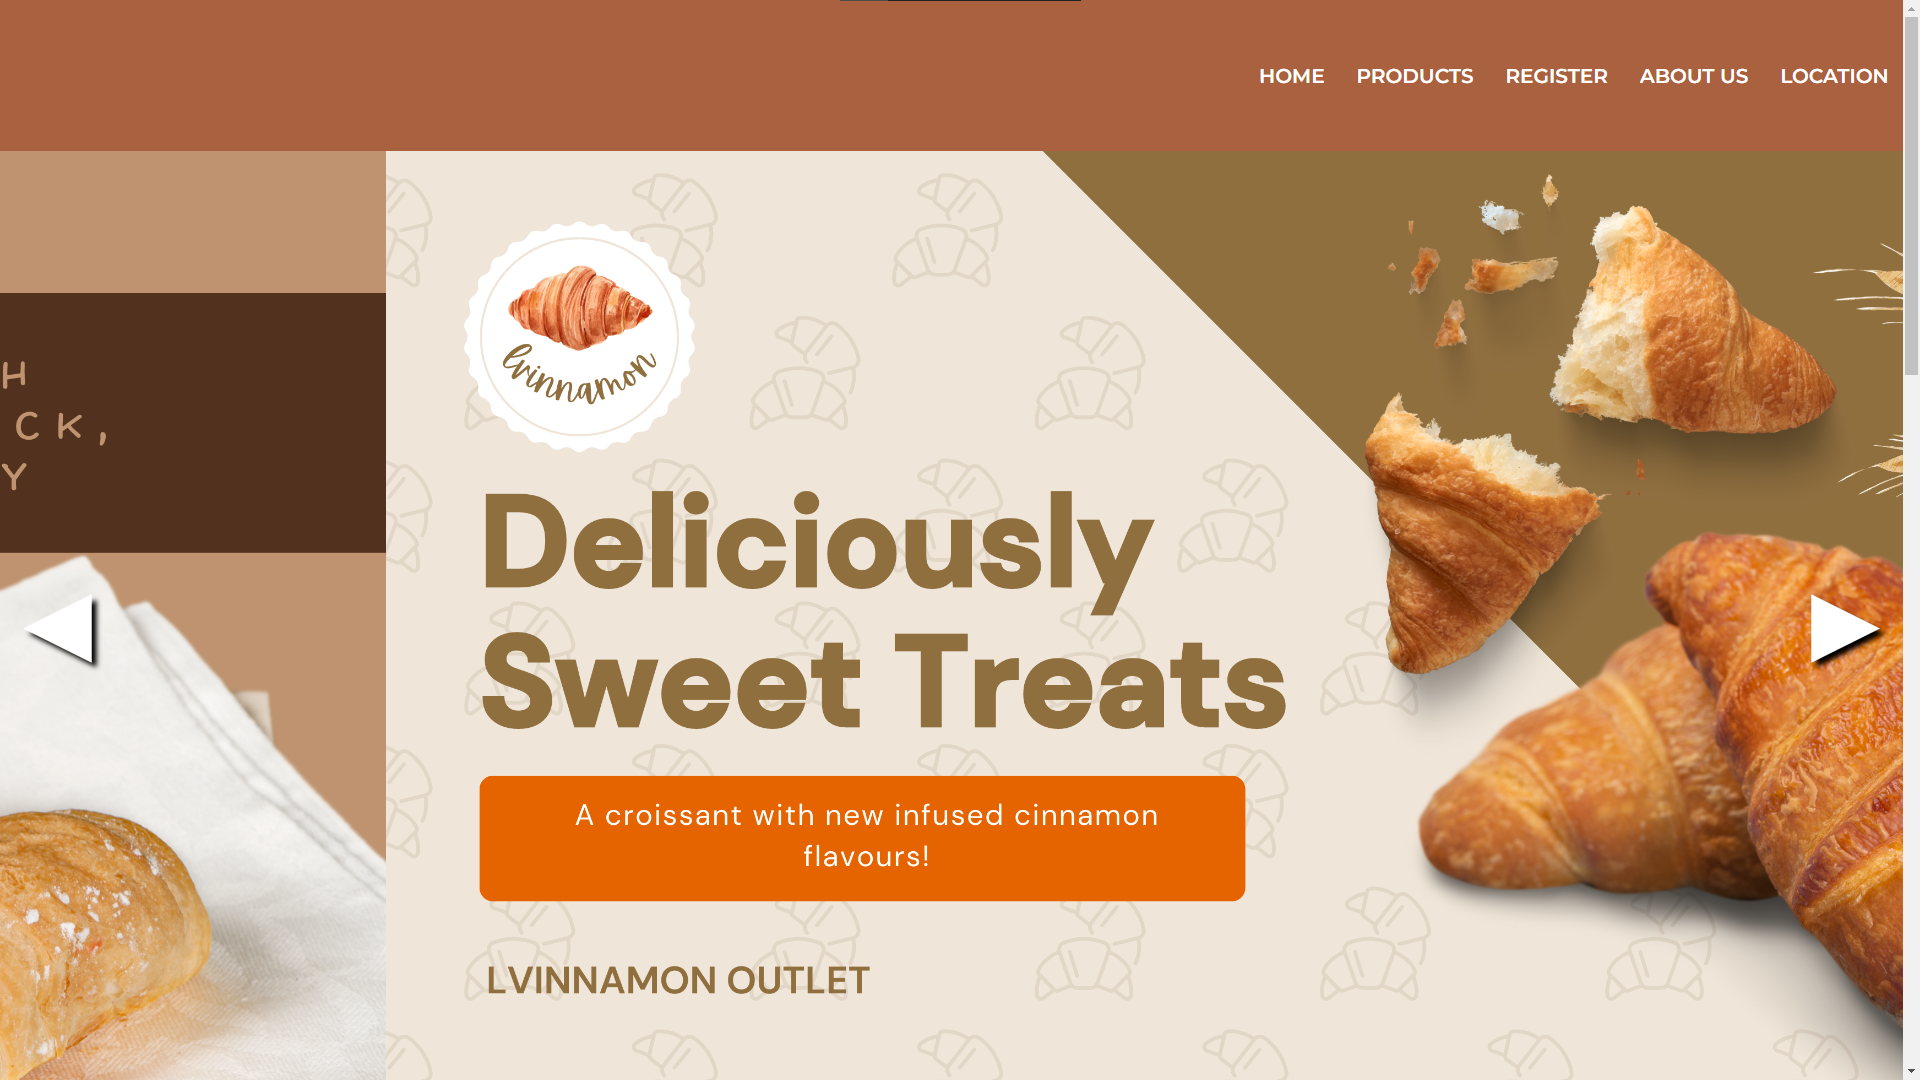 HOME PRODUCTS REGISTER ABOUT US LOCATION
H
CK,
Y
lvinnamon
Deliciously
Sweet Treats
A croissant with new infused cinnamon
flavours!
LVINNAMON OUTLET